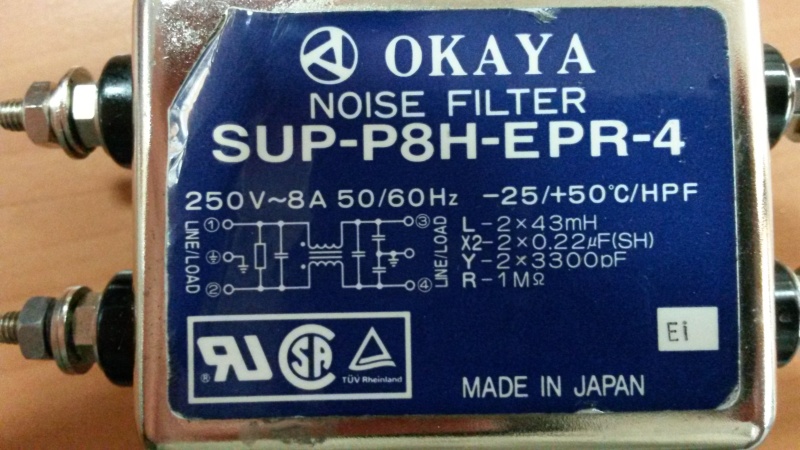 OKAYA
NOISE FILTER
SUP-P8H-EPR-4
250V~8A 50/60Hz -25/+50°C/HPF
LINE/LOAD
①
②
③
④
LINE/LOAD
L-2×43mH
X2-2×0.22μF(SH)
Y-2×3300pF
R-1MΩ
Ei
RU
®
SA
TÜV Rheinland
MADE IN JAPAN